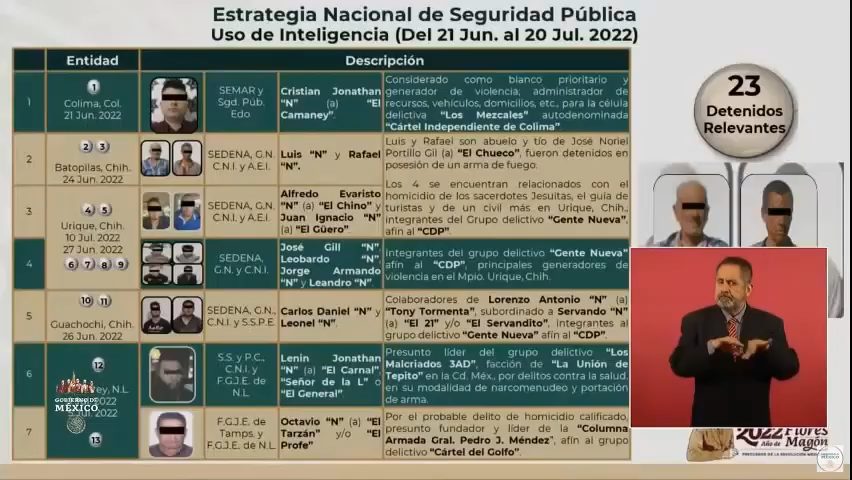 Estrategia Nacional de Seguridad Pública
Uso de Inteligencia (Del 21 Jun. al 20 Jul. 2022)
Entidad
Descripción
1
1
Colima, Col.
21 Jun. 2022
SEMAR y
Sgd. Púb.
Edo
Cristian Jonathan
“N” (a) “El
Camaney”.
Considerado como blanco prioritario y
generador de violencia, administrador de
recursos, vehículos, domicilios, etc., para la célula
delictiva “Los Mezcales” autodenominada
“Cártel Independiente de Colima”
2
2 3
Batopilas, Chih.
24 Jun. 2022
SEDENA, G.N.
C.N.I. y A.E.I.
Luis “N” y Rafael
“N”.
Luis y Rafael son abuelo y tío de José Noriel
Portillo Gil (a) “El Chueco”, fueron detenidos en
posesión de un arma de fuego.
3
4 5
Urique, Chih.
10 Jul. 2022
27 Jun. 2022
6 7 8 9
SEDENA, G.N.
C.N.I. y A.E.I.
Alfredo Evaristo
“N” (a) “El Chino” y
Juan Ignacio “N”
(a) “El Güero”.
Los 4 se encuentran relacionados con el
homicidio de los sacerdotes Jesuitas, el guía de
turistas y de un civil más en Urique, Chih.,
integrantes del Grupo delictivo “Gente Nueva”,
afín al “CDP”.
4
SEDENA,
G.N. y C.N.I.
José Gill “N”
Leobardo “N”
Jorge Armando
“N” y Leandro “N”.
Integrantes del grupo delictivo “Gente Nueva”
afín al “CDP”, principales generadores de
violencia en el Mpio. Urique, Chih.
5
10 11
Guachochi, Chih.
26 Jun. 2022
SEDENA, G.N.,
C.N.I. y S.S.P.E.
Carlos Daniel “N” y
Leonel “N”.
Colaboradores de Lorenzo Antonio “N” (a)
“Tony Tormenta”, subordinado a Servando “N”
(a) “El 21” y/o “El Servandito”, integrantes al
grupo delictivo “Gente Nueva” afín al “CDP”.
6
12
ey, N.L.
2022
2022
S.S. y P.C.,
C.N.I. y
F.G.J.E. de
N.L.
Lenin Jonathan
“N” (a) “El Carnal”,
“Señor de la L” o
“El General”
Presunto líder del grupo delictivo “Los
Malcriados 3AD”, facción de “La Unión de
Tepito” en la Cd. Méx., por delitos contra la salud,
en su modalidad de narcomenudeo y portación
de arma.
7
13
F.G.J.E. de
Tamps. y
F.G.J.E. de N.L.
Octavio “N” (a) “El
Tarzán” y/o “El
Profe”
Por el probable delito de homicidio calificado,
presunto fundador y líder de la “Columna
Armada Gral. Pedro J. Méndez”, afín al grupo
delictivo “Cártel del Golfo”.
23
Detenidos
Relevantes
GOBIERNO DE
MÉXICO
2022 Flores
Año de Magón